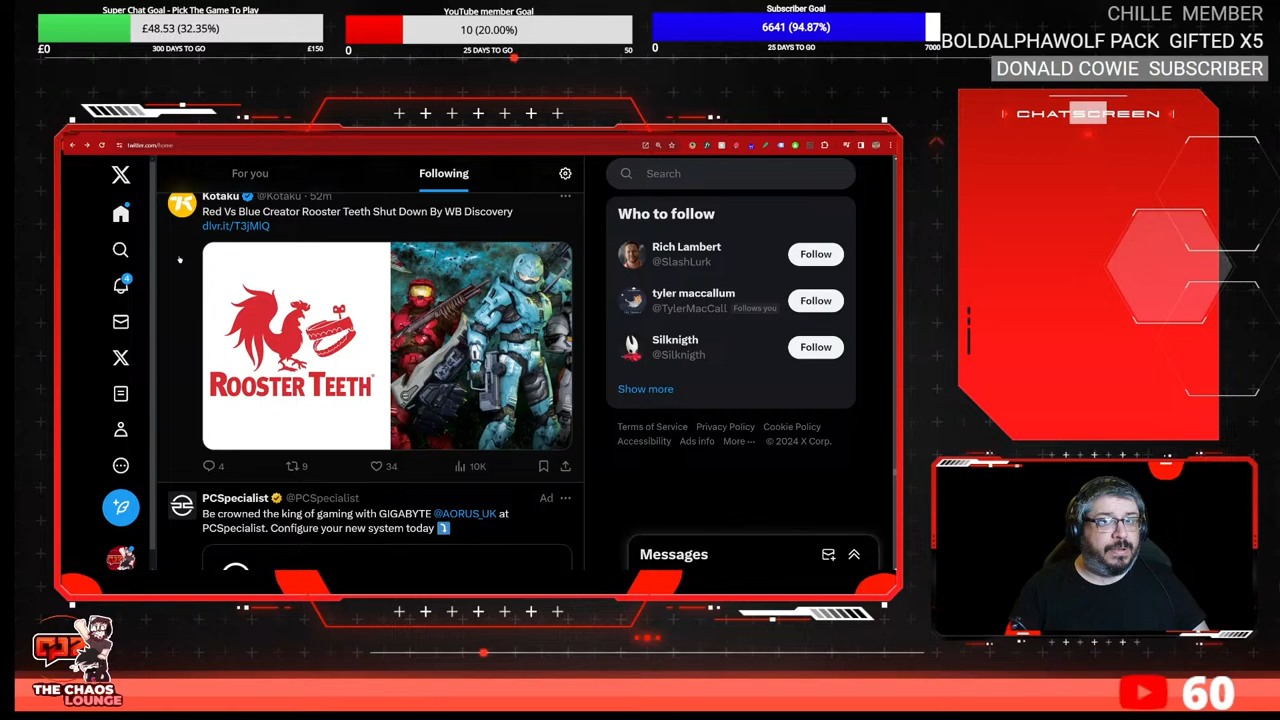 Super Chat Goal - Pick The Game To Play
£48.53 (32.35%)
£0
300 DAYS TO GO
£150
YouTube member Goal
10 (20.00%)
0
25 DAYS TO GO
50
Subscriber Goal
6641 (94.87%)
0
25 DAYS TO GO
7000
CHILLE MEMBER
BOLDALPHAWOLF PACK GIFTED X5
DONALD COWIE SUBSCRIBER
CHATSCREEN
twitter.com/home
For you
Following
Kotaku @Kotaku · 52m
Red Vs Blue Creator Rooster Teeth Shut Down By WB Discovery
dlvr.it/T3jMlQ
ROOSTER TEETH
4
9
34
10K
4
PCSpecialist @PCSpecialist
Ad
Be crowned the king of gaming with GIGABYTE @AORUS_UK at
PCSpecialist. Configure your new system today
Search
Who to follow
Rich Lambert
@SlashLurk
Follow
tyler maccallum
@TylerMacCall Follows you
Follow
Silknigth
@Silknigth
Follow
Show more
Terms of Service Privacy Policy Cookie Policy
Accessibility Ads info More ··· © 2024 X Corp.
Messages
THE CHAOS
LOUNGE
60